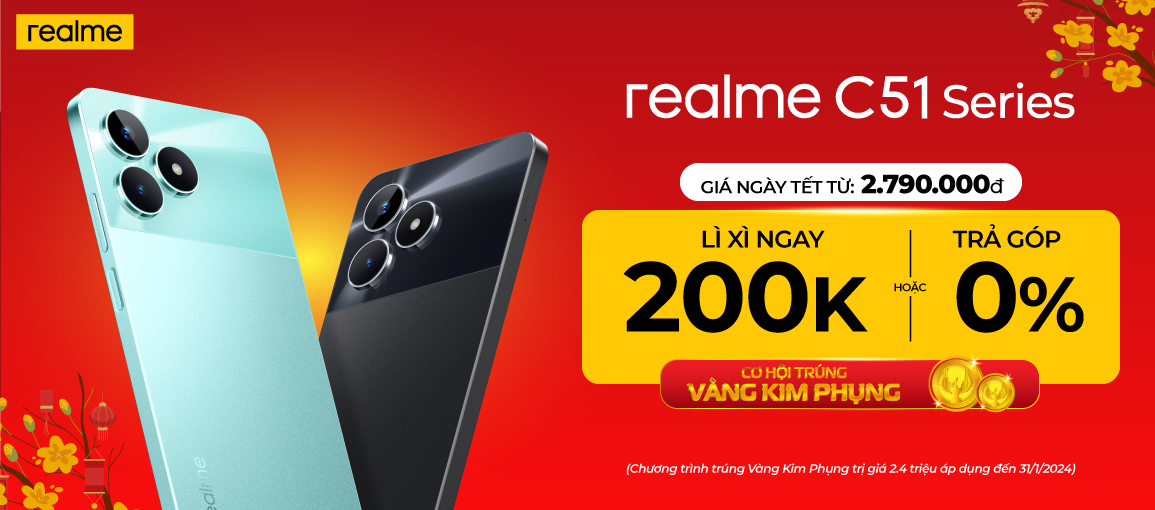 realme
realme C51 Series
GIÁ NGÀY TẾT TỪ: 2.790.000đ
LÌ XÌ NGAY
200K
HOẶC
TRẢ GÓP
0%
CƠ HỘI TRÚNG
VÀNG KIM PHỤNG
(Chương trình trúng Vàng Kim Phụng trị giá 2.4 triệu áp dụng đến 31/1/2024)
realme